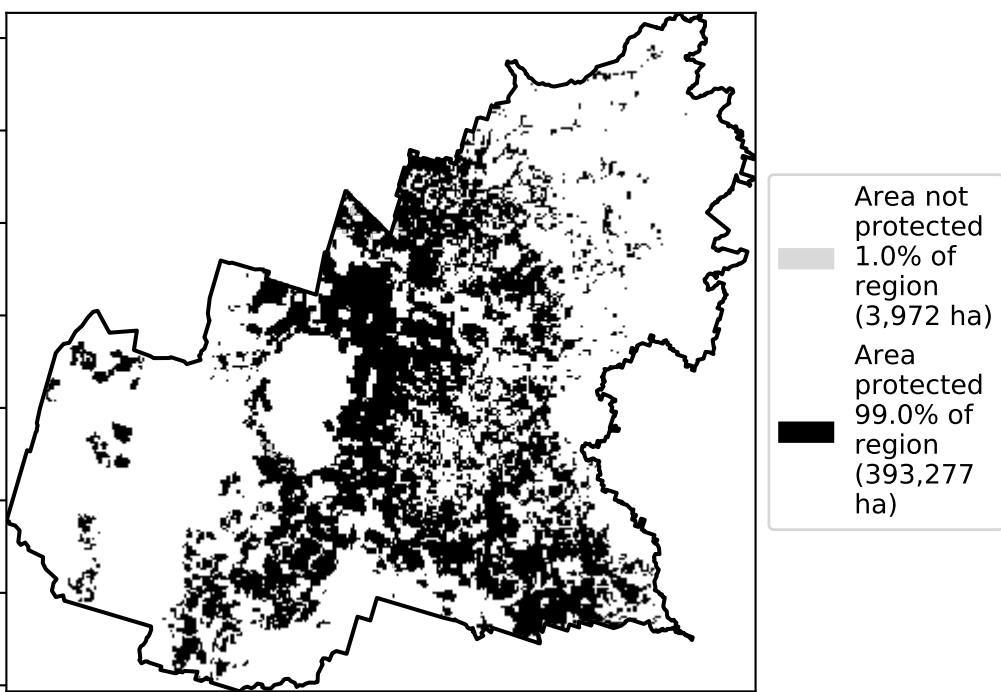 Area not
protected
1.0% of
region
(3,972 ha)
Area
protected
99.0% of
region
(393,277
ha)